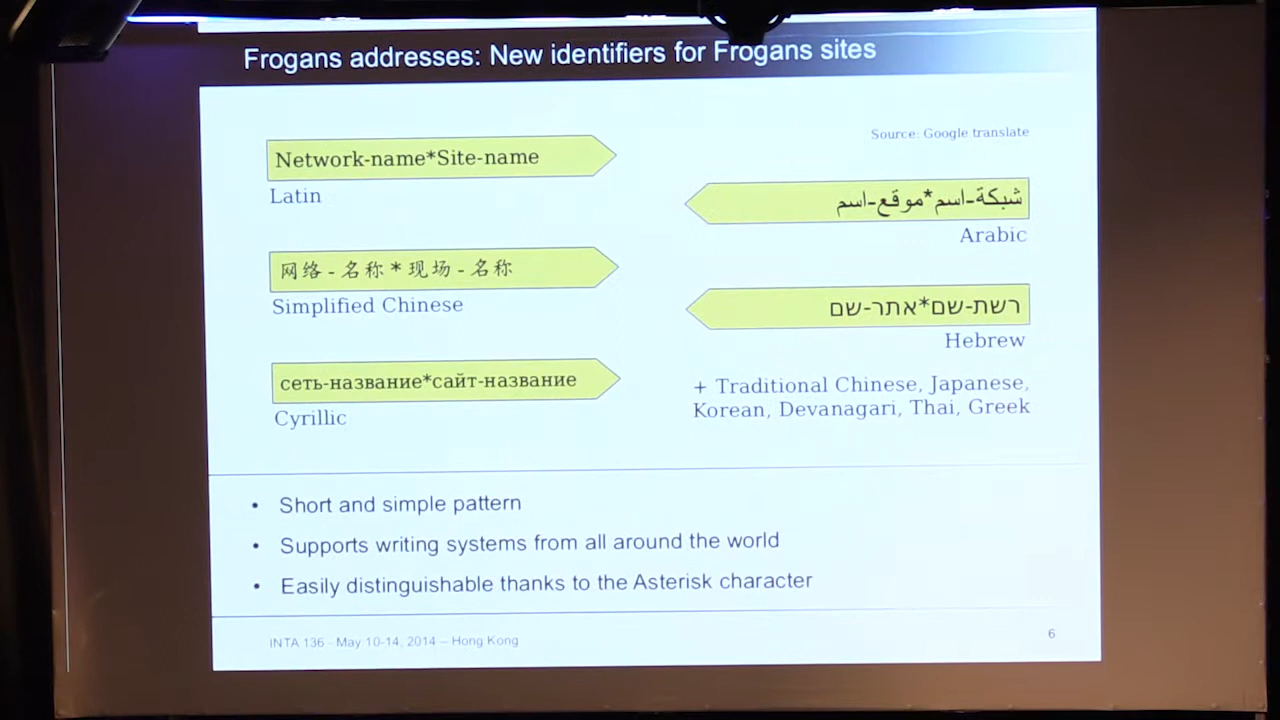 Frogans addresses: New identifiers for Frogans sites
Network-name*Site-name
Latin
网络 - 名称 * 现场 - 名称
Simplified Chinese
сеть-название*сайт-название
Cyrillic
Source: Google translate
شبكة-اسم*موقع-اسم
Arabic
רשת-שם*אתר-שם
Hebrew
+ Traditional Chinese, Japanese,
Korean, Devanagari, Thai, Greek
• Short and simple pattern
• Supports writing systems from all around the world
• Easily distinguishable thanks to the Asterisk character
INTA 136 - May 10-14, 2014 – Hong Kong
6